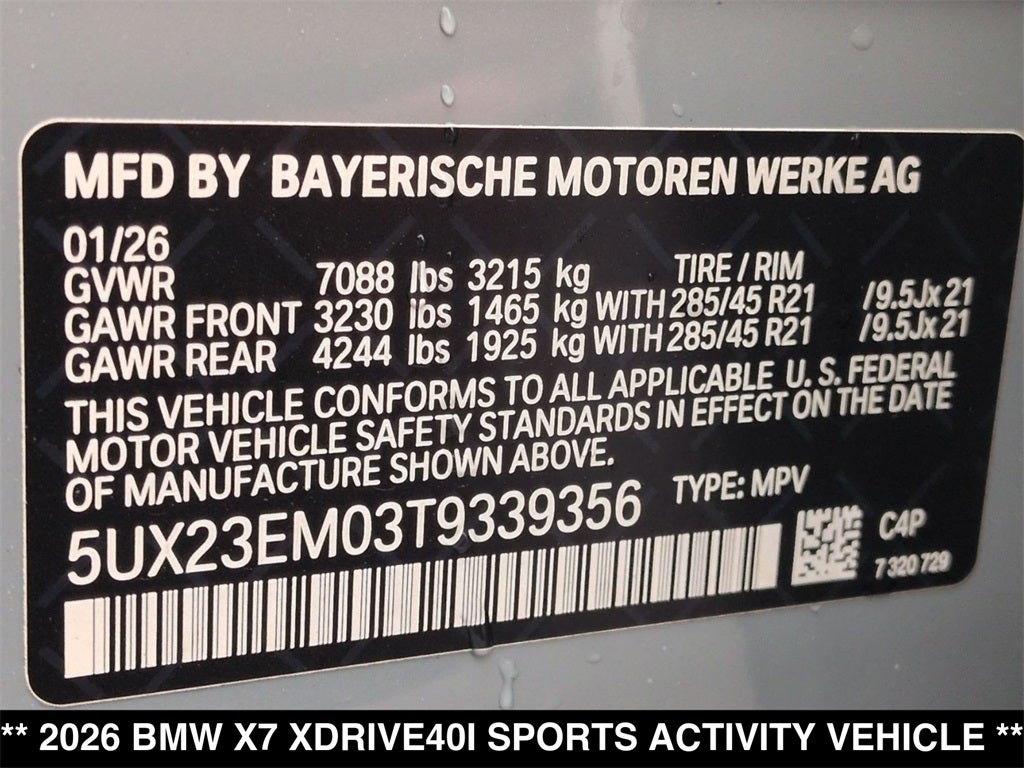 MFD BY BAYERISCHE MOTOREN WERKE AG
01/26
GVWR 7088 lbs 3215 kg TIRE / RIM
GAWR FRONT 3230 lbs 1465 kg WITH 285/45 R21 /9.5Jx21
GAWR REAR 4244 lbs 1925 kg WITH 285/45 R21 /9.5Jx21
THIS VEHICLE CONFORMS TO ALL APPLICABLE U. S. FEDERAL
MOTOR VEHICLE SAFETY STANDARDS IN EFFECT ON THE DATE
OF MANUFACTURE SHOWN ABOVE.
5UX23EM03T9339356 TYPE: MPV
C4P
7 320 729
** 2026 BMW X7 XDRIVE40I SPORTS ACTIVITY VEHICLE **